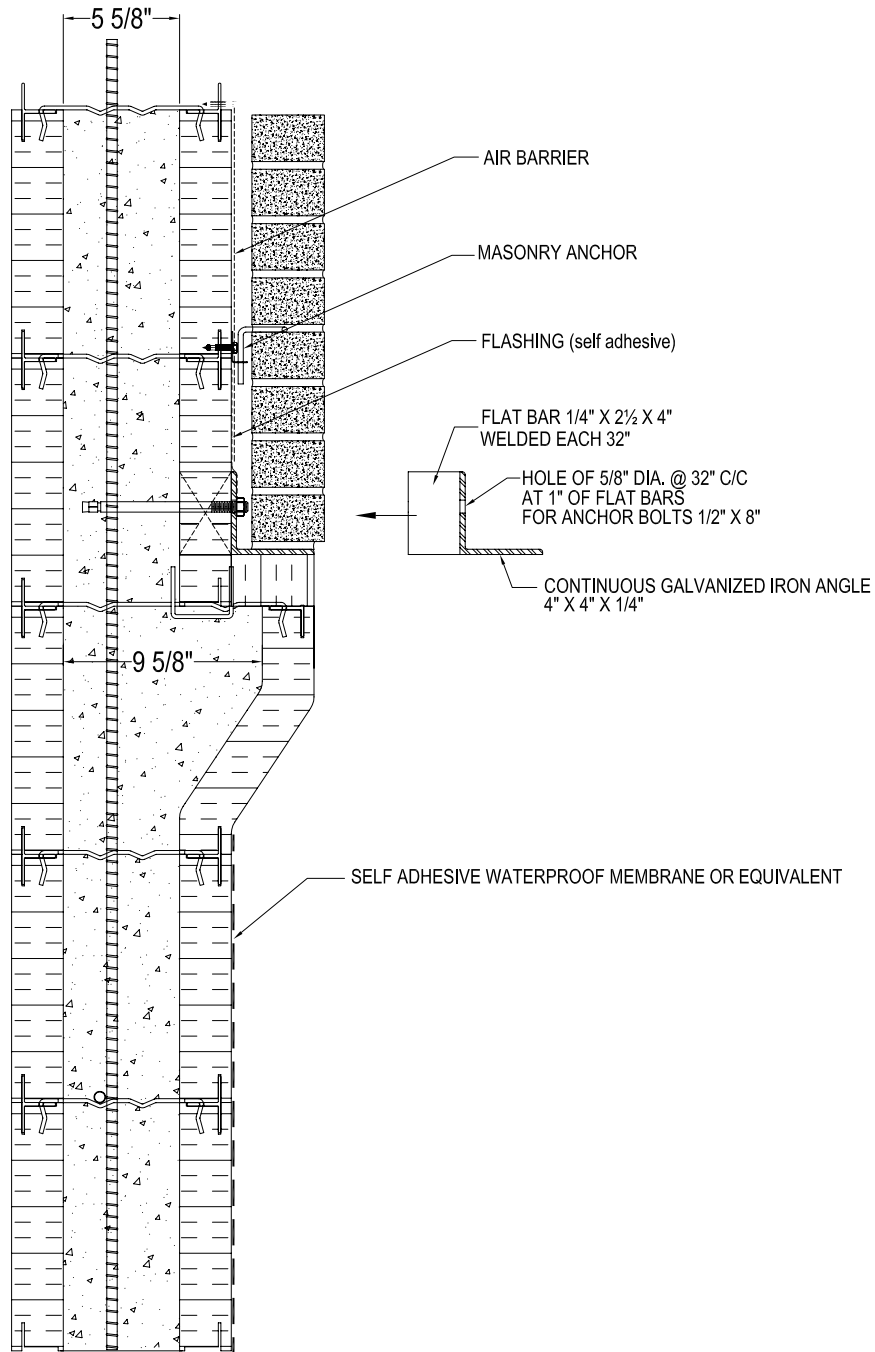 5 5/8"
AIR BARRIER
MASONRY ANCHOR
FLASHING (self adhesive)
FLAT BAR 1/4" X 2½ X 4"
WELDED EACH 32"
HOLE OF 5/8" DIA. @ 32" C/C
AT 1" OF FLAT BARS
FOR ANCHOR BOLTS 1/2" X 8"
CONTINUOUS GALVANIZED IRON ANGLE
4" X 4" X 1/4"
9 5/8"
SELF ADHESIVE WATERPROOF MEMBRANE OR EQUIVALENT